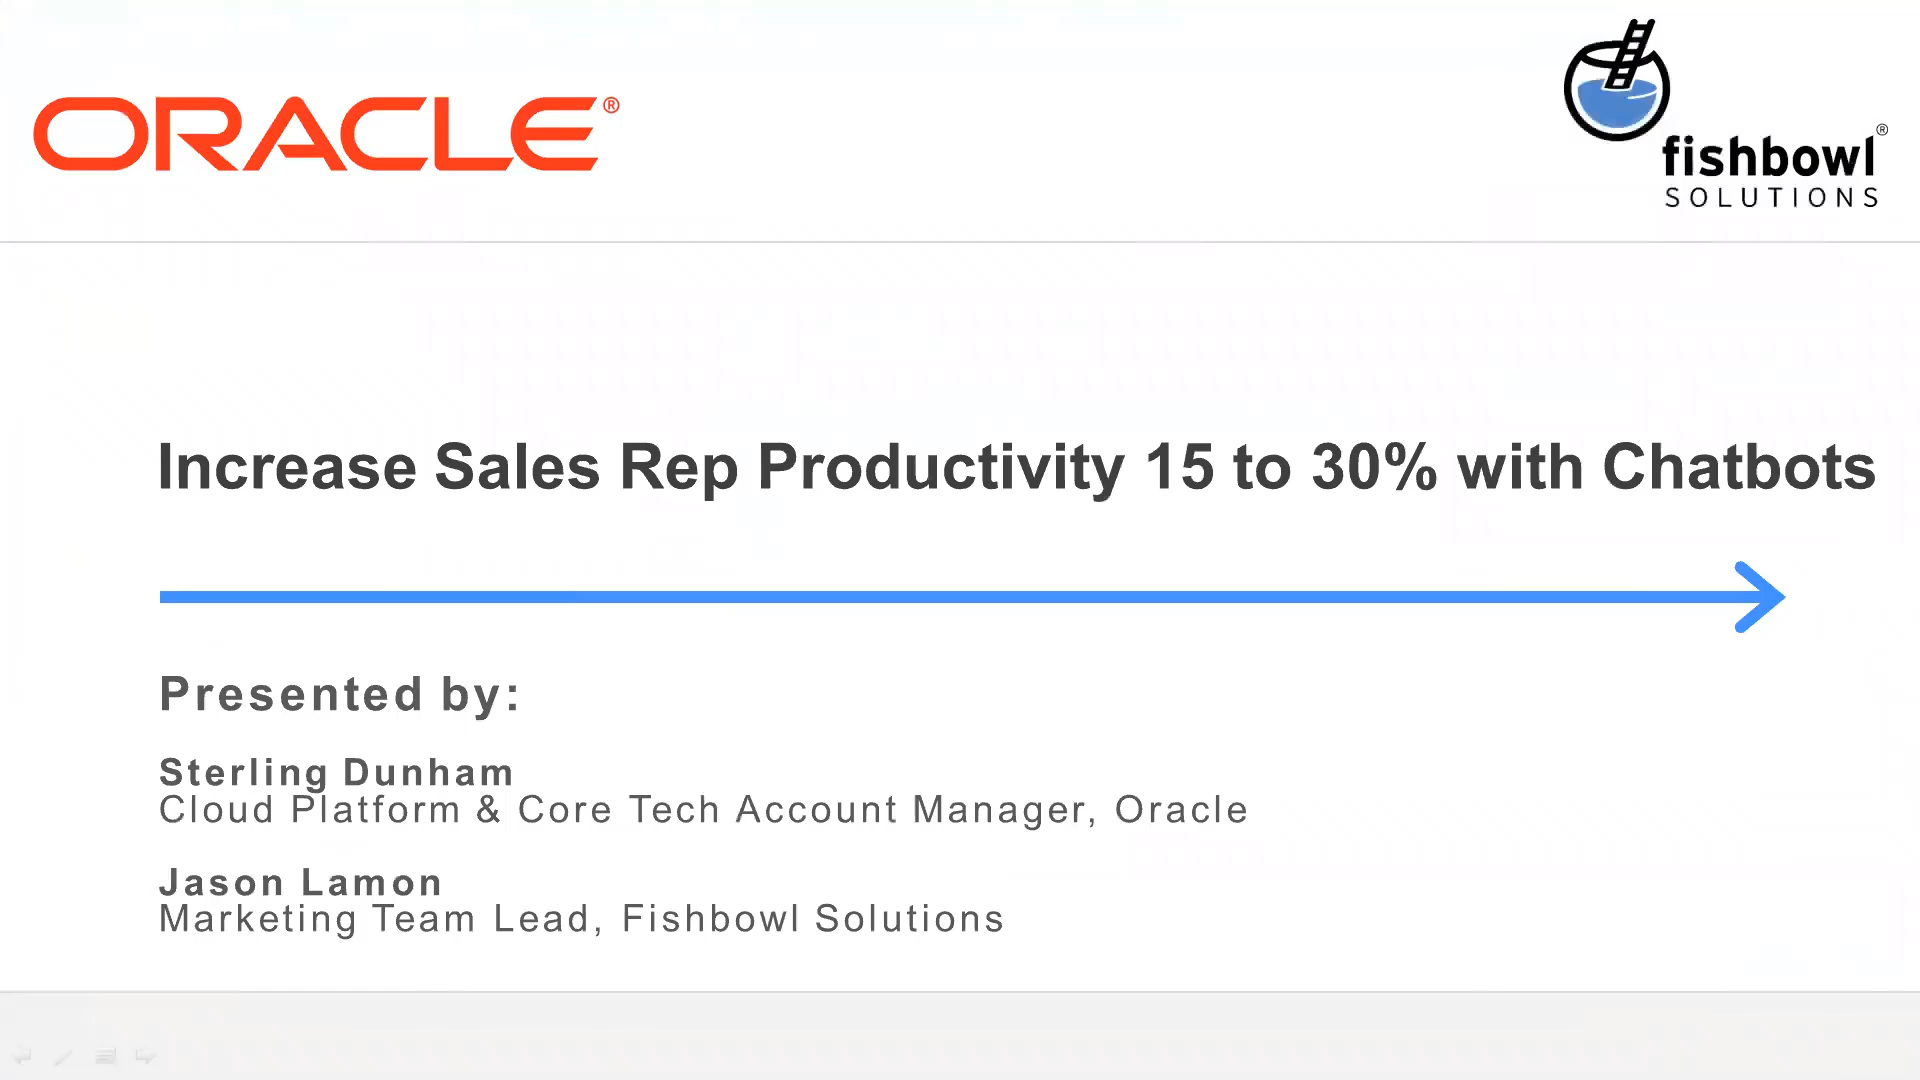 ORACLE®
fishbowl®
SOLUTIONS
Increase Sales Rep Productivity 15 to 30% with Chatbots
Presented by:
Sterling Dunham
Cloud Platform & Core Tech Account Manager, Oracle
Jason Lamon
Marketing Team Lead, Fishbowl Solutions